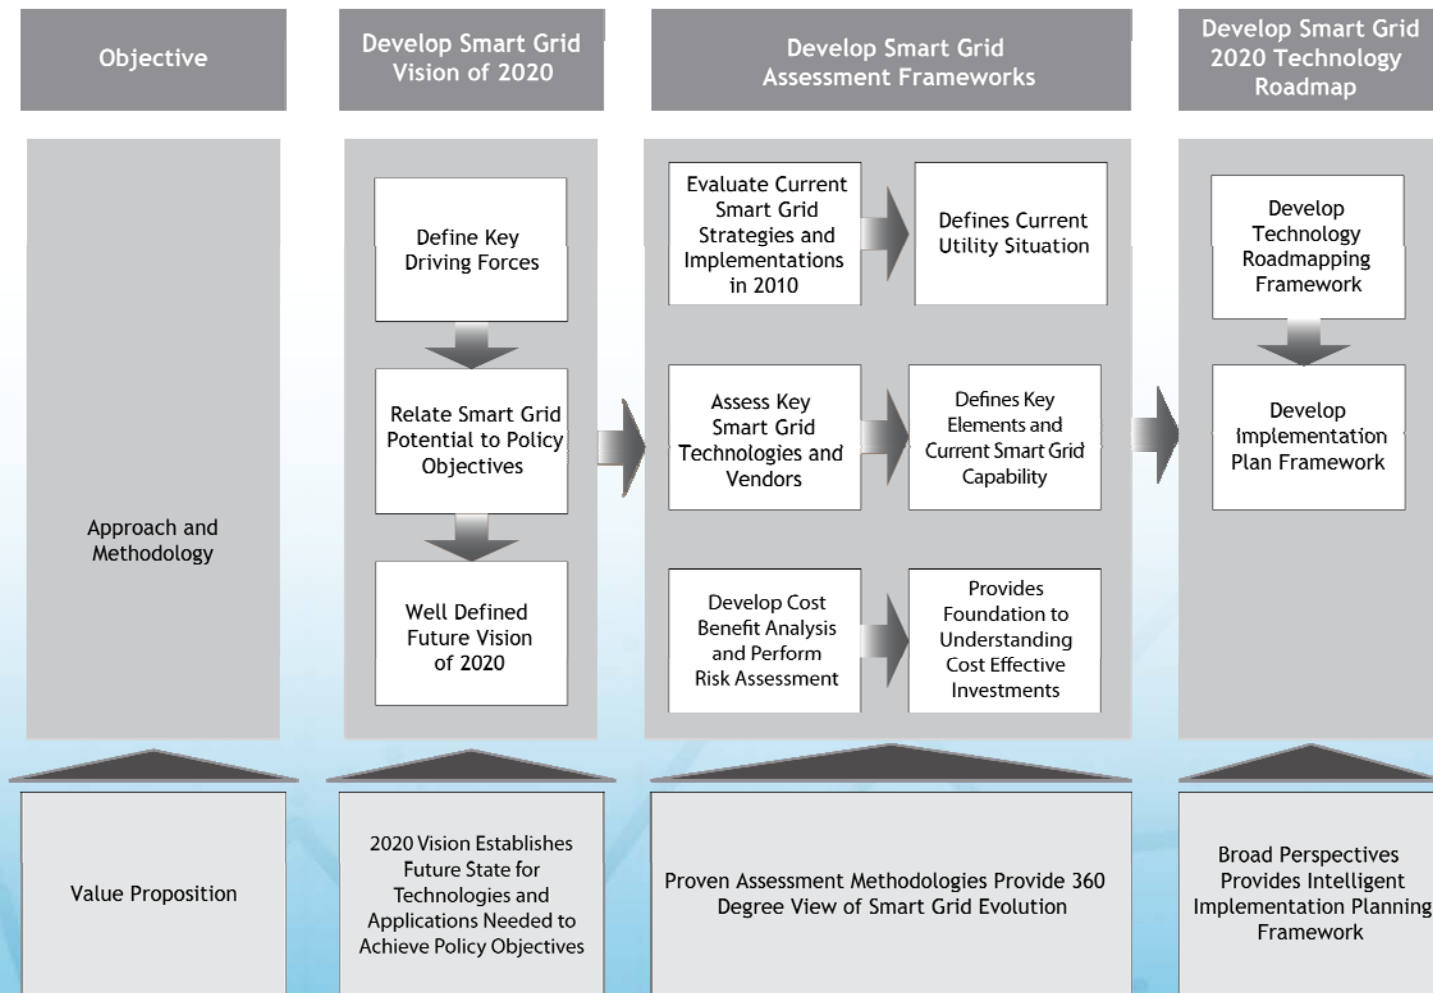 Objective
Develop Smart Grid
Vision of 2020
Develop Smart Grid
Assessment Frameworks
Develop Smart Grid
2020 Technology
Roadmap
Approach and
Methodology
Define Key
Driving Forces
Relate Smart Grid
Potential to Policy
Objectives
Well Defined
Future Vision
of 2020
Evaluate Current
Smart Grid
Strategies and
Implementations
in 2010
Defines Current
Utility Situation
Assess Key
Smart Grid
Technologies and
Vendors
Defines Key
Elements and
Current Smart Grid
Capability
Develop Cost
Benefit Analysis
and Perform
Risk Assessment
Provides
Foundation to
Understanding
Cost Effective
Investments
Develop
Technology
Roadmapping
Framework
Develop
Implementation
Plan Framework
Value Proposition
2020 Vision Establishes
Future State for
Technologies and
Applications Needed to
Achieve Policy Objectives
Proven Assessment Methodologies Provide 360
Degree View of Smart Grid Evolution
Broad Perspectives
Provides Intelligent
Implementation Planning
Framework